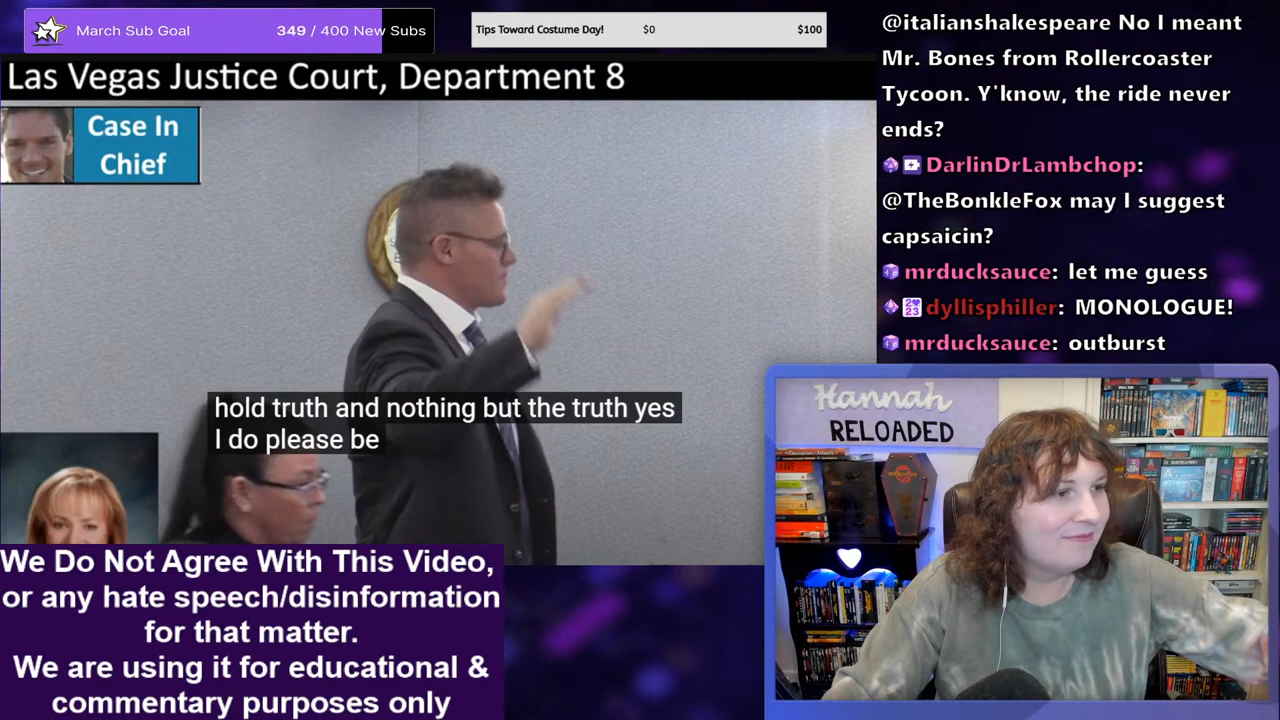 March Sub Goal 349 / 400 New Subs
Tips Toward Costume Day! $0 $100
Las Vegas Justice Court, Department 8
Case In
Chief
hold truth and nothing but the truth yes
I do please be
We Do Not Agree With This Video,
or any hate speech/disinformation
for that matter.
We are using it for educational &
commentary purposes only
@italianshakespeare No I meant
Mr. Bones from Rollercoaster
Tycoon. Y'know, the ride never
ends?
DarlinDrLambchop:
@TheBonkleFox may I suggest
capsaicin?
mrducksauce: let me guess
dyllisphiller: MONOLOGUE!
mrducksauce: outburst
Hannah
RELOADED